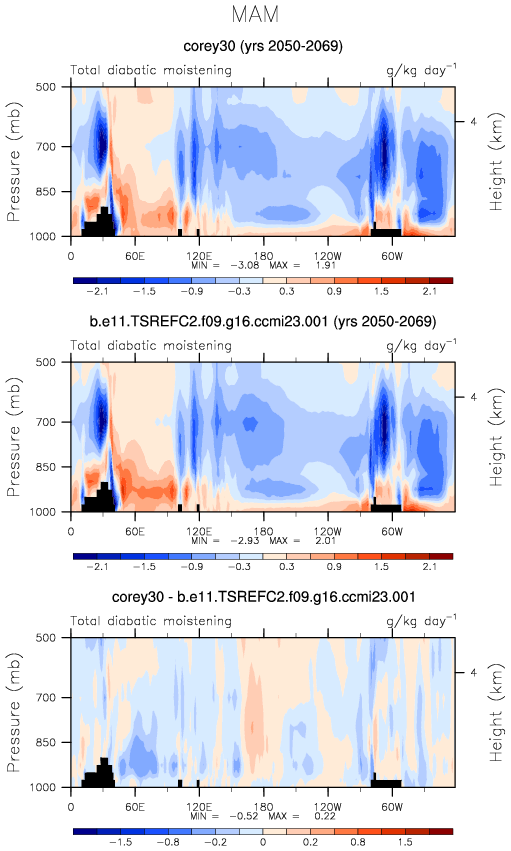 MAM
corey30 (yrs 2050-2069)
Total diabatic moistening g/kg day⁻¹
500
700
850
1000
Pressure (mb)
4
Height (km)
0 60E 120E 180 120W 60W
MIN = -3.08 MAX = 1.91
-2.1 -1.5 -0.9 -0.3 0.3 0.9 1.5 2.1
b.e11.TSREFC2.f09.g16.ccmi23.001 (yrs 2050-2069)
Total diabatic moistening g/kg day⁻¹
500
700
850
1000
Pressure (mb)
4
Height (km)
0 60E 120E 180 120W 60W
MIN = -2.93 MAX = 2.01
-2.1 -1.5 -0.9 -0.3 0.3 0.9 1.5 2.1
corey30 - b.e11.TSREFC2.f09.g16.ccmi23.001
Total diabatic moistening g/kg day⁻¹
500
700
850
1000
Pressure (mb)
4
Height (km)
0 60E 120E 180 120W 60W
MIN = -0.52 MAX = 0.22
-1.5 -0.8 -0.2 0 0.2 0.8 1.5